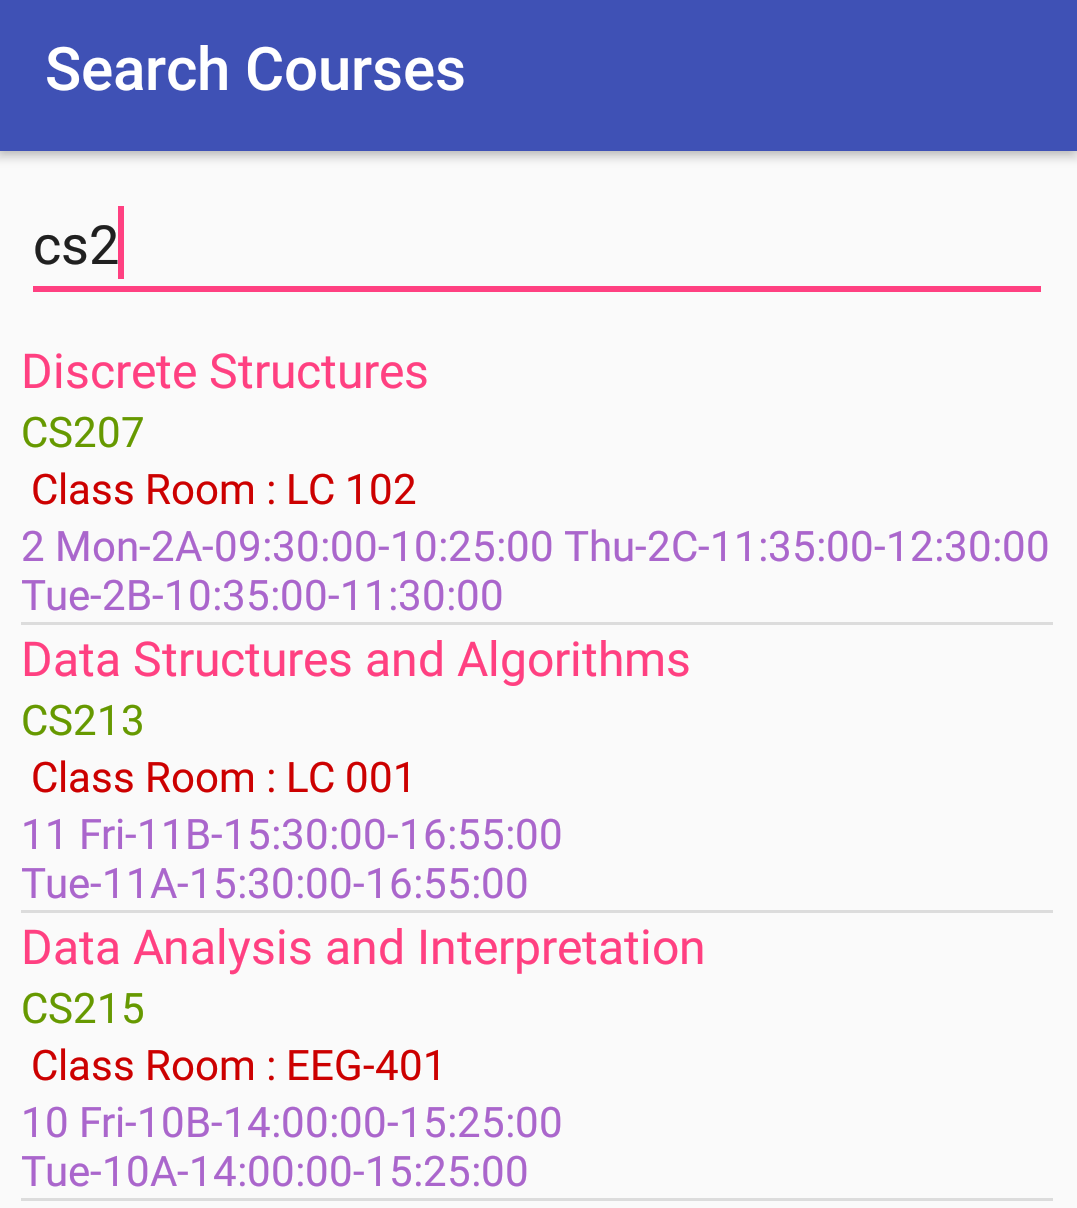 Search Courses
cs2
Discrete Structures
CS207
Class Room : LC 102
2 Mon-2A-09:30:00-10:25:00 Thu-2C-11:35:00-12:30:00
Tue-2B-10:35:00-11:30:00
Data Structures and Algorithms
CS213
Class Room : LC 001
11 Fri-11B-15:30:00-16:55:00
Tue-11A-15:30:00-16:55:00
Data Analysis and Interpretation
CS215
Class Room : EEG-401
10 Fri-10B-14:00:00-15:25:00
Tue-10A-14:00:00-15:25:00